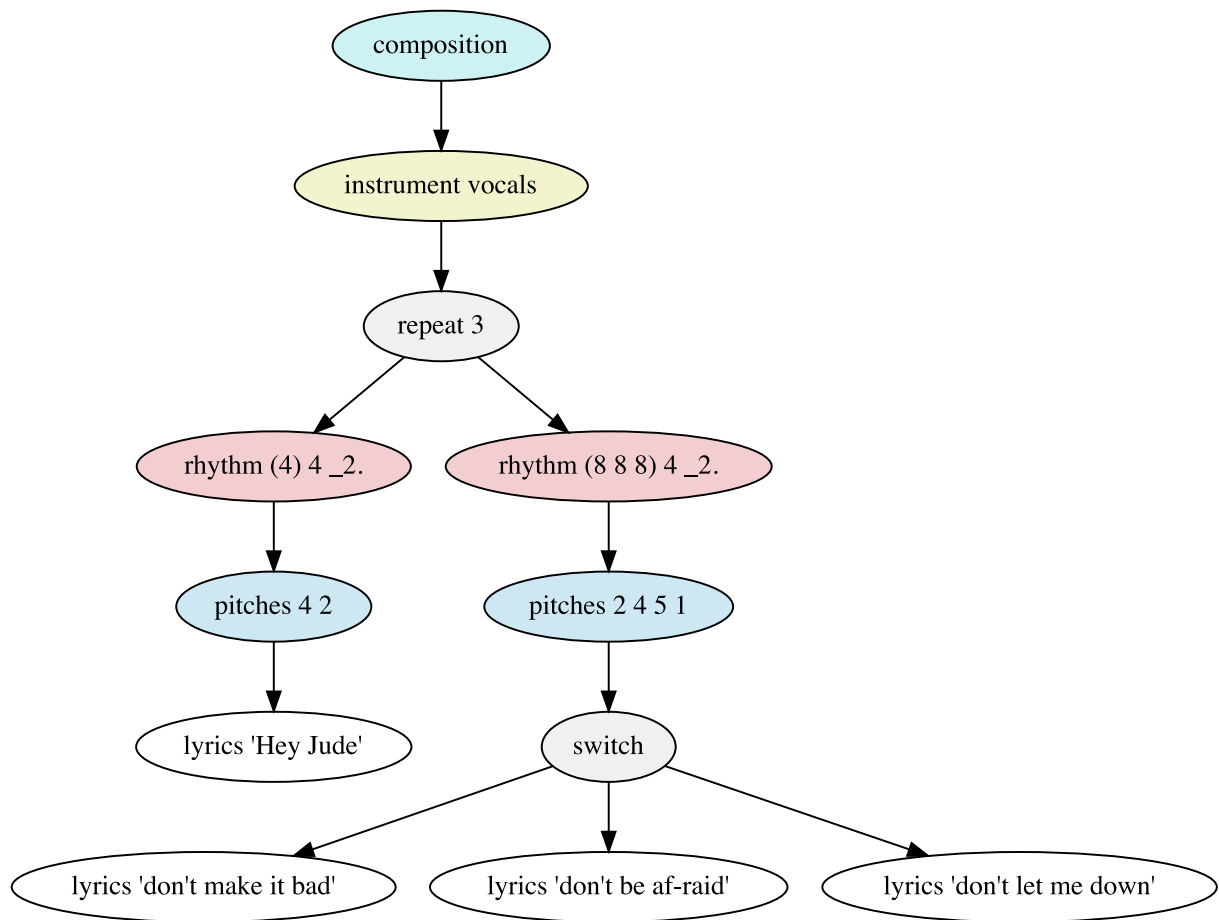 composition
instrument vocals
repeat 3
rhythm (4) 4 _2.
rhythm (8 8 8) 4 _2.
pitches 4 2
pitches 2 4 5 1
lyrics 'Hey Jude'
switch
lyrics 'don't make it bad'
lyrics 'don't be af-raid'
lyrics 'don't let me down'